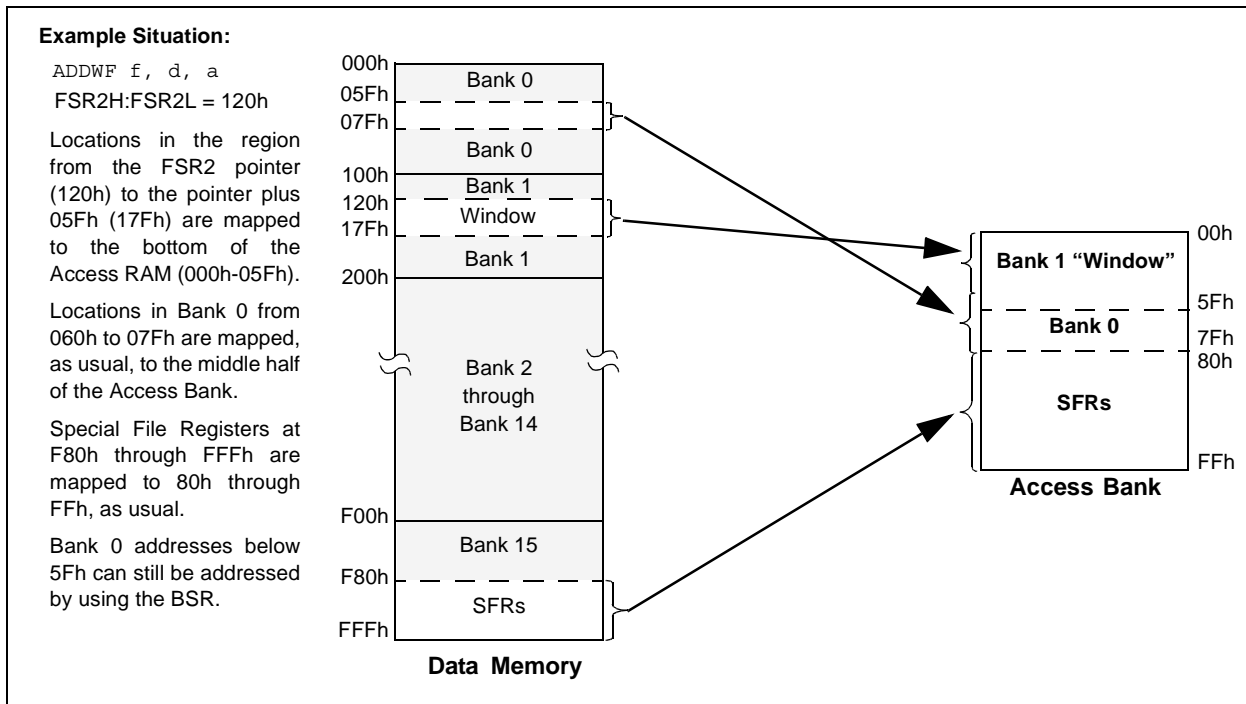 Example Situation:
ADDWF f, d, a
FSR2H:FSR2L = 120h
Locations in the region
from the FSR2 pointer
(120h) to the pointer plus
05Fh (17Fh) are mapped
to the bottom of the
Access RAM (000h-05Fh).
Locations in Bank 0 from
060h to 07Fh are mapped,
as usual, to the middle half
of the Access Bank.
Special File Registers at
F80h through FFFh are
mapped to 80h through
FFh, as usual.
Bank 0 addresses below
5Fh can still be addressed
by using the BSR.
000h
Bank 0
05Fh
07Fh
Bank 0
100h
Bank 1
120h
Window
17Fh
Bank 1
200h
Bank 2
through
Bank 14
F00h
Bank 15
F80h
SFRs
FFFh
Data Memory
00h
Bank 1 “Window”
5Fh
Bank 0
7Fh
80h
SFRs
FFh
Access Bank